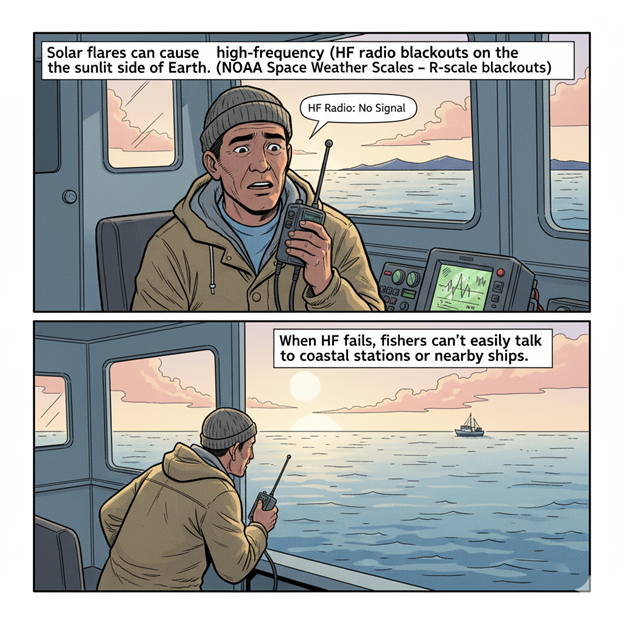 Solar flares can cause high-frequency (HF radio blackouts on the
the sunlit side of Earth. (NOAA Space Weather Scales – R-scale blackouts)
HF Radio: No Signal
When HF fails, fishers can't easily talk
to coastal stations or nearby ships.